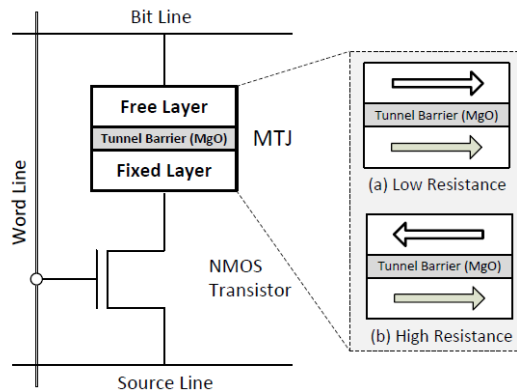 Bit Line
Word Line
Free Layer
Tunnel Barrier (MgO)
Fixed Layer
MTJ
NMOS
Transistor
Source Line
Tunnel Barrier (MgO)
(a) Low Resistance
Tunnel Barrier (MgO)
(b) High Resistance